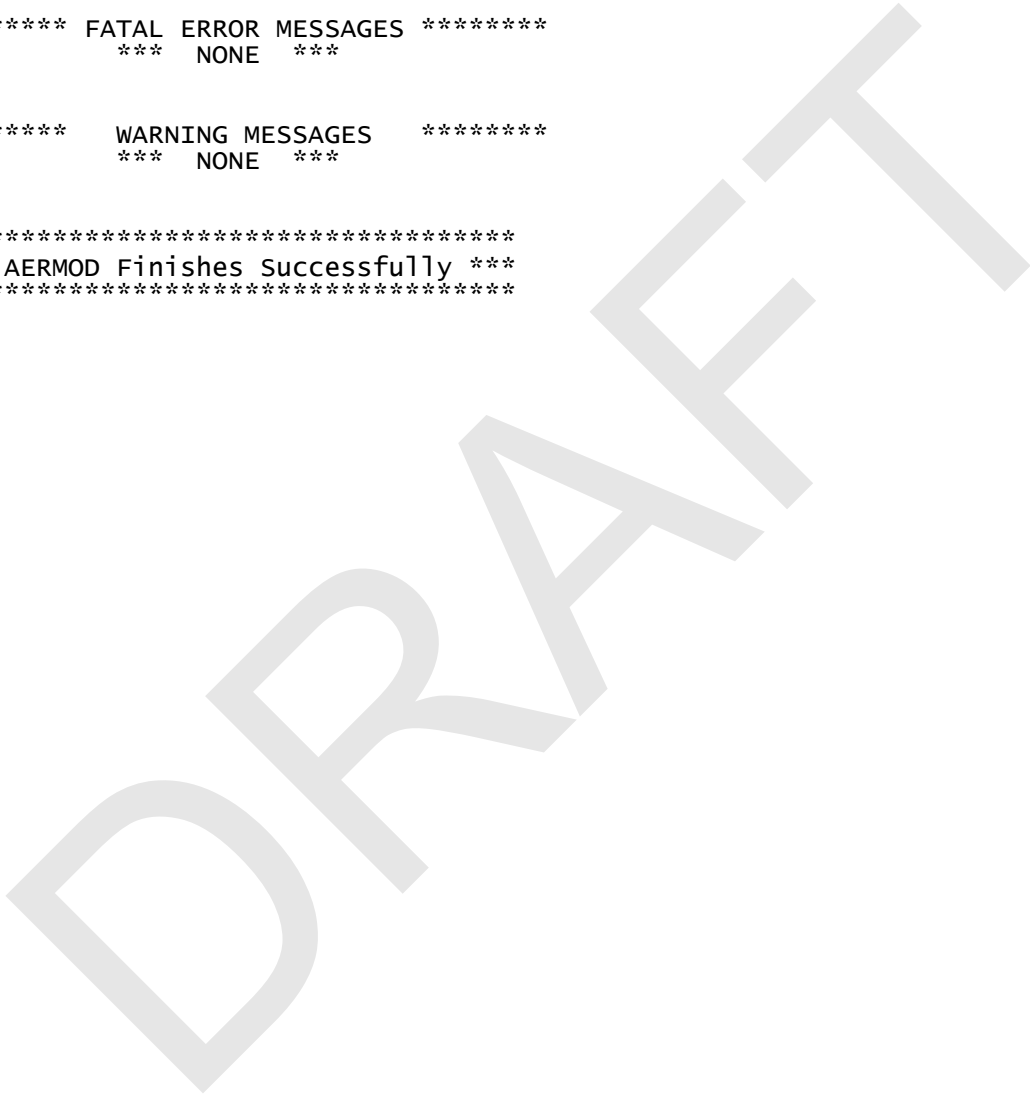 ***** FATAL ERROR MESSAGES ********
*** NONE ***
***** WARNING MESSAGES ********
*** NONE ***
*********************************
AERMOD Finishes Successfully ***
*********************************
DRAFT